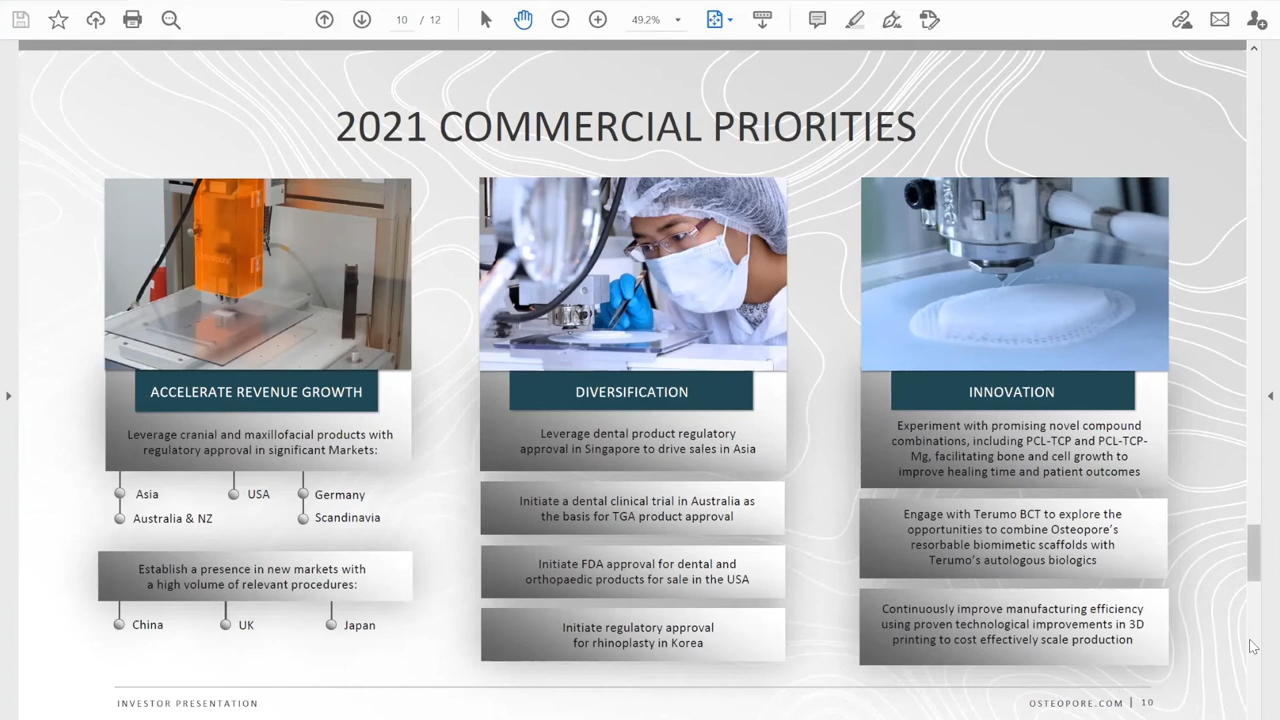 10 / 12
49.2%
2021 COMMERCIAL PRIORITIES
ACCELERATE REVENUE GROWTH
Leverage cranial and maxillofacial products with
regulatory approval in significant Markets:
Asia
USA
Germany
Australia & NZ
Scandinavia
Establish a presence in new markets with
a high volume of relevant procedures:
China
UK
Japan
DIVERSIFICATION
Leverage dental product regulatory
approval in Singapore to drive sales in Asia
Initiate a dental clinical trial in Australia as
the basis for TGA product approval
Initiate FDA approval for dental and
orthopaedic products for sale in the USA
Initiate regulatory approval
for rhinoplasty in Korea
INNOVATION
Experiment with promising novel compound
combinations, including PCL-TCP and PCL-TCP-
Mg, facilitating bone and cell growth to
improve healing time and patient outcomes
Engage with Terumo BCT to explore the
opportunities to combine Osteopore's
resorbable biomimetic scaffolds with
Terumo's autologous biologics
Continuously improve manufacturing efficiency
using proven technological improvements in 3D
printing to cost effectively scale production
INVESTOR PRESENTATION
OSTEOPORE.COM | 10